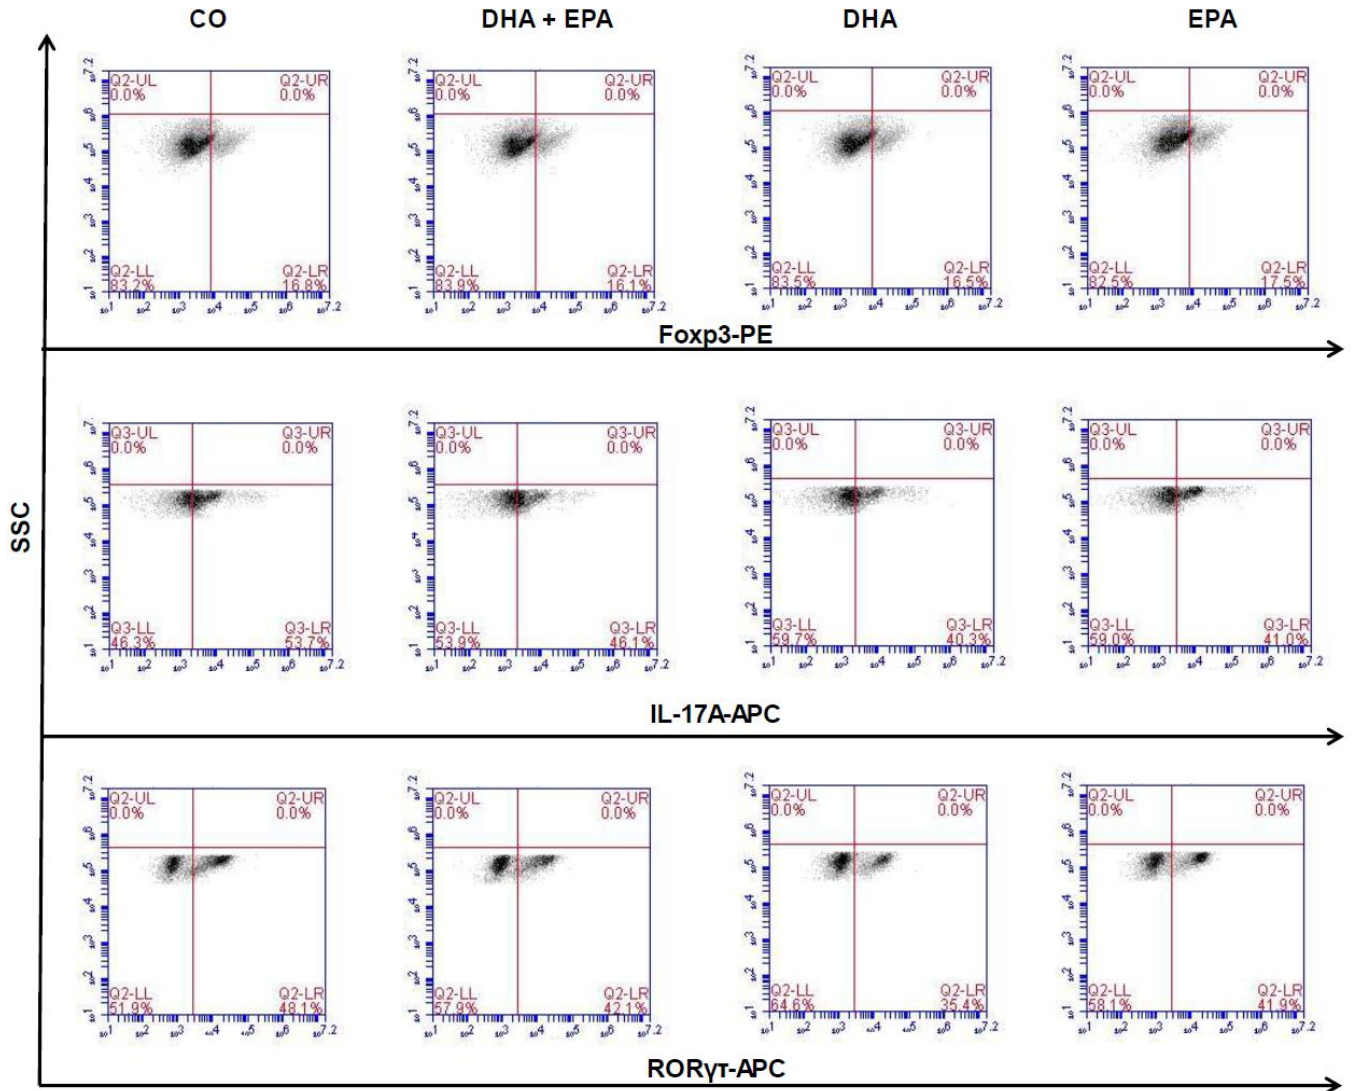 CO DHA + EPA DHA EPA
Q2-UL Q2-UR Q2-UL Q2-UR Q2-UL Q2-UR Q2-UL Q2-UR
0.0% 0.0% 0.0% 0.0% 0.0% 0.0% 0.0% 0.0%
Q2-LL Q2-LR Q2-LL Q2-LR Q2-LL Q2-LR Q2-LL Q2-LR
83.2% 16.8% 83.9% 16.1% 83.5% 16.5% 82.5% 17.5%
Foxp3-PE
Q3-UL Q3-UR Q3-UL Q3-UR Q3-UL Q3-UR Q3-UL Q3-UR
0.0% 0.0% 0.0% 0.0% 0.0% 0.0% 0.0% 0.0%
SSC
Q3-LL Q3-LR Q3-LL Q3-LR Q3-LL Q3-LR Q3-LL Q3-LR
46.3% 53.7% 53.9% 46.1% 59.7% 40.3% 59.0% 41.0%
IL-17A-APC
Q2-UL Q2-UR Q2-UL Q2-UR Q2-UL Q2-UR Q2-UL Q2-UR
0.0% 0.0% 0.0% 0.0% 0.0% 0.0% 0.0% 0.0%
Q2-LL Q2-LR Q2-LL Q2-LR Q2-LL Q2-LR Q2-LL Q2-LR
51.9% 48.1% 57.9% 42.1% 64.6% 35.4% 58.1% 41.9%
RORγτ-APC